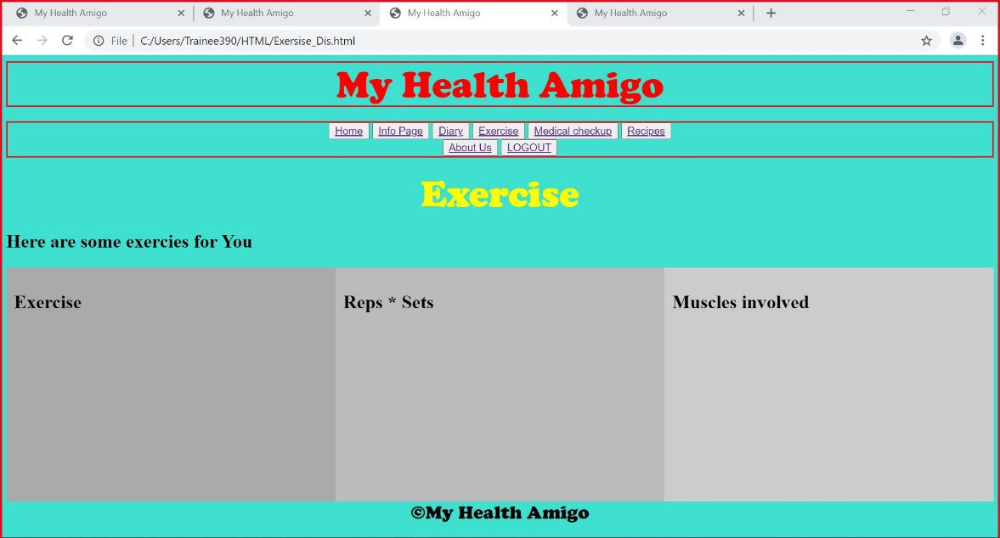 My Health Amigo My Health Amigo My Health Amigo My Health Amigo
File | C:/Users/Trainee390/HTML/Exersise_Dis.html
My Health Amigo
Home Info Page Diary Exercise Medical checkup Recipes
About Us LOGOUT
Exercise
Here are some exercies for You
Exercise Reps * Sets Muscles involved
©My Health Amigo